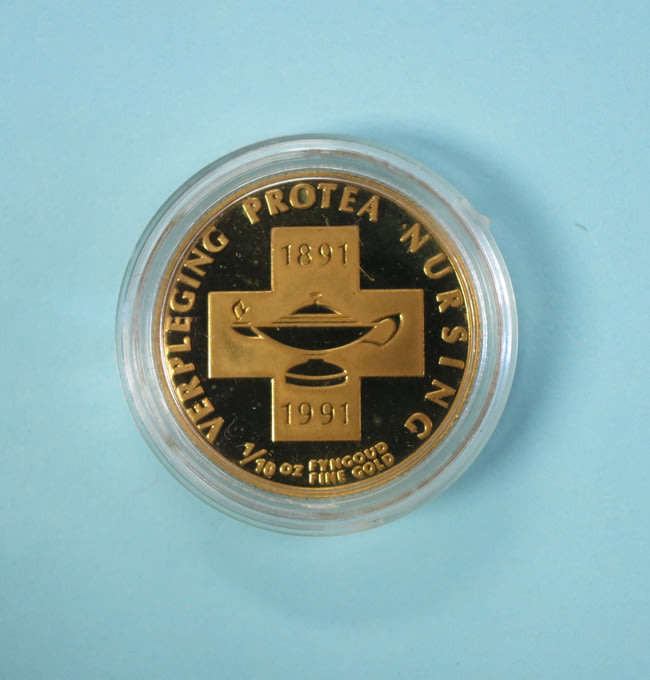 VERPLEGING PROTEA NURSING
1891
1991
1/10 OZ FYNGOUD
FINE GOLD